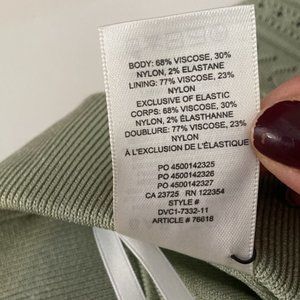 BODY: 68% VISCOSE, 30%
NYLON, 2% ELASTANE
LINING: 77% VISCOSE, 23%
NYLON
EXCLUSIVE OF ELASTIC
CORPS: 68% VISCOSE, 30%
NYLON, 2% ÉLASTHANNE
DOUBLURE: 77% VISCOSE, 23%
NYLON
À L'EXCLUSION DE L'ÉLASTIQUE
PO 4500142325
PO 4500142326
PO 4500142327
CA 23725 RN 122354
STYLE #
DVC1-7332-11
ARTICLE # 76618